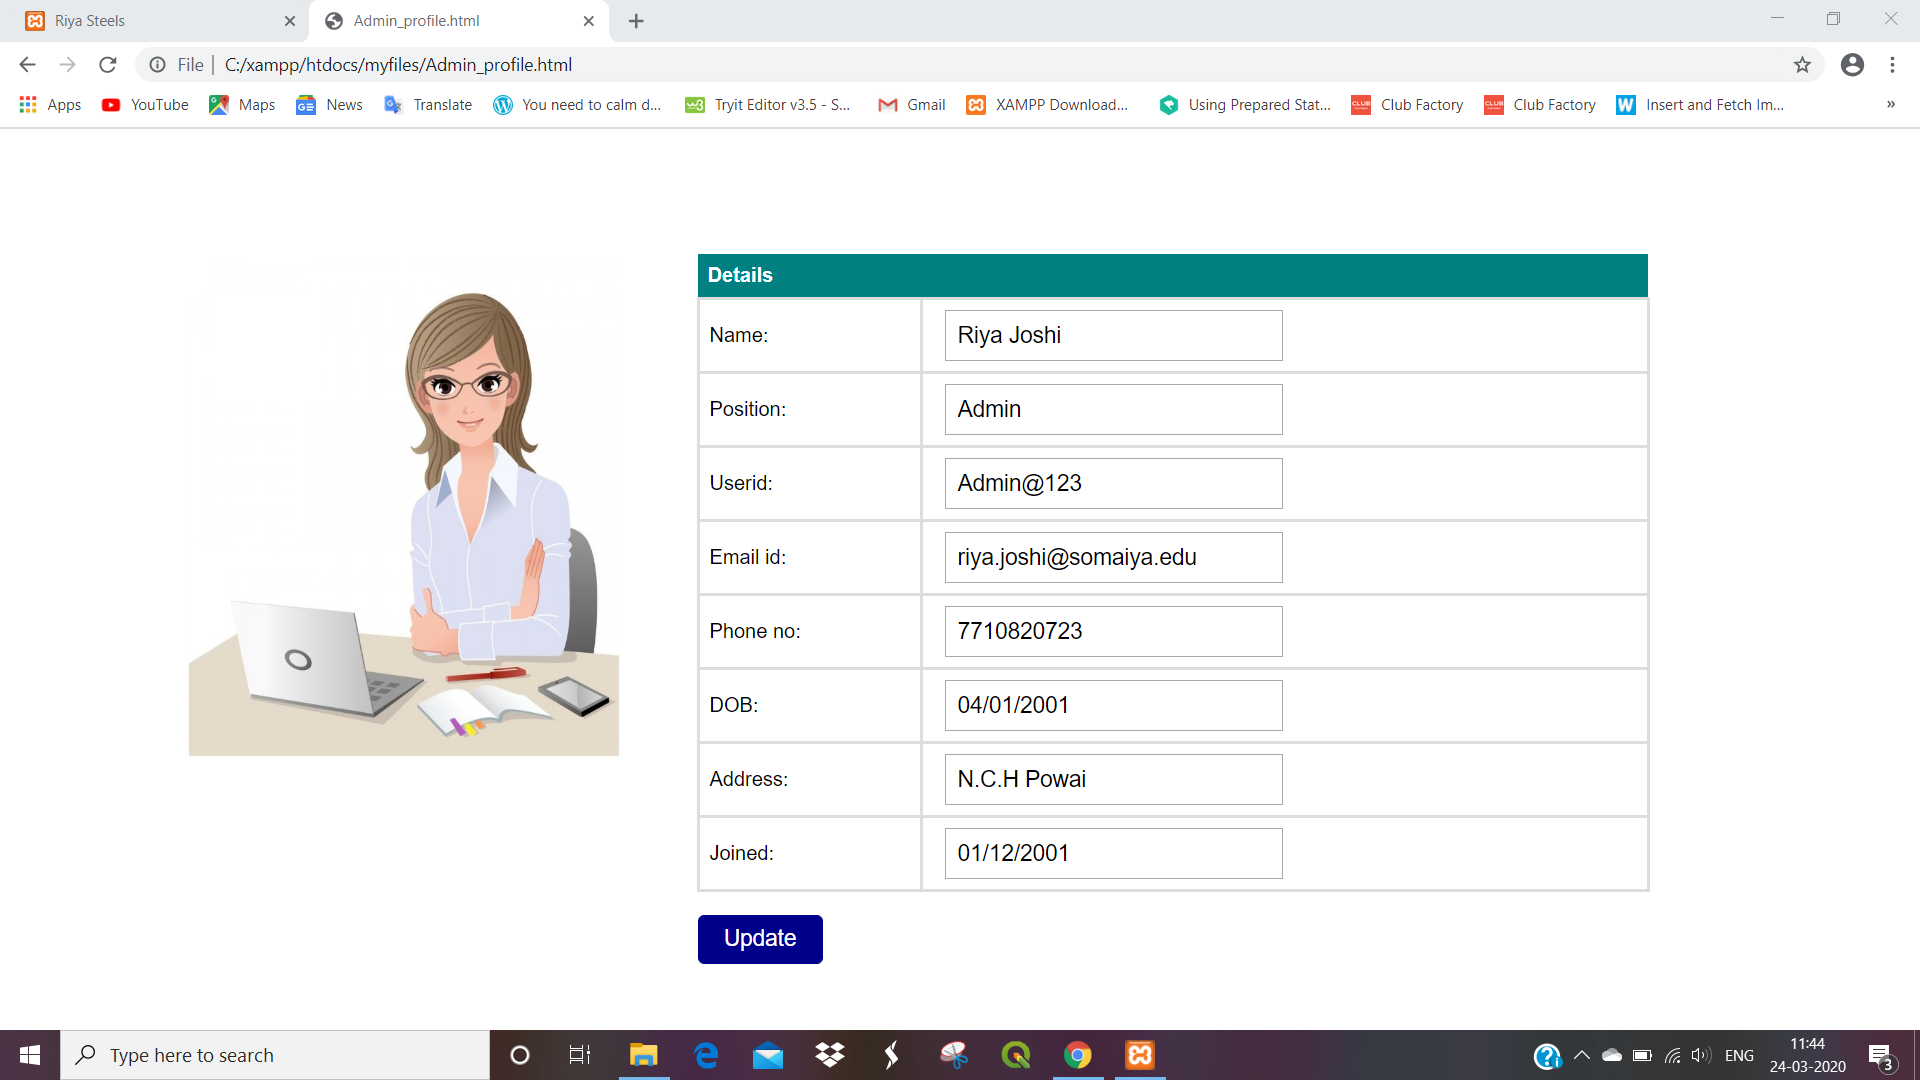 Riya Steels
Admin_profile.html
File | C:/xampp/htdocs/myfiles/Admin_profile.html
Apps YouTube Maps News Translate You need to calm d... Tryit Editor v3.5 - S... Gmail XAMPP Download... Using Prepared Stat... Club Factory Club Factory Insert and Fetch Im... »
Details
Name: Riya Joshi
Position: Admin
Userid: Admin@123
Email id: riya.joshi@somaiya.edu
Phone no: 7710820723
DOB: 04/01/2001
Address: N.C.H Powai
Joined: 01/12/2001
Update
Type here to search
ENG
11:44
24-03-2020
3